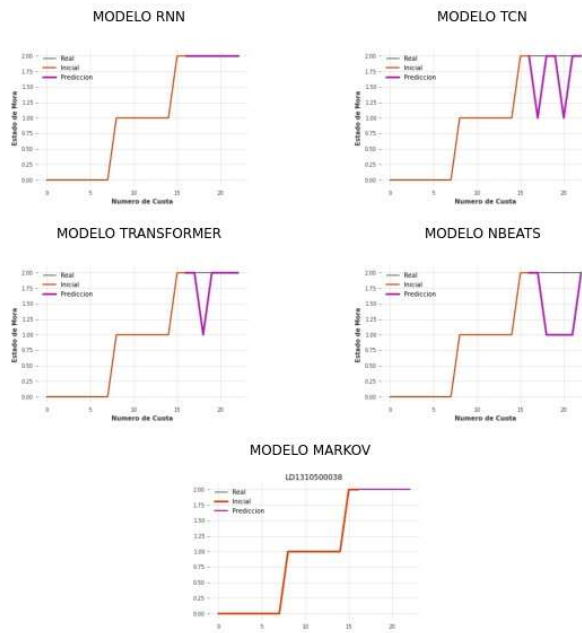 MODELO RNN
MODELO TCN
Real
Inicial
Prediccion
Estado de Mora
2.00
1.75
1.50
1.25
1.00
0.75
0.50
0.25
0.00
0 5 10 15 20
Numero de Cuota
Real
Inicial
Prediccion
Estado de Mora
2.00
1.75
1.50
1.25
1.00
0.75
0.50
0.25
0.00
0 5 10 15 20
Numero de Cuota
MODELO TRANSFORMER
MODELO NBEATS
Real
Inicial
Prediccion
Estado de Mora
2.00
1.75
1.50
1.25
1.00
0.75
0.50
0.25
0.00
0 5 10 15 20
Numero de Cuota
Real
Inicial
Prediccion
Estado de Mora
2.00
1.75
1.50
1.25
1.00
0.75
0.50
0.25
0.00
0 5 10 15 20
Numero de Cuota
MODELO MARKOV
LD1310500038
Real
Inicial
Prediccion
2.00
1.75
1.50
1.25
1.00
0.75
0.50
0.25
0.00
0 5 10 15 20